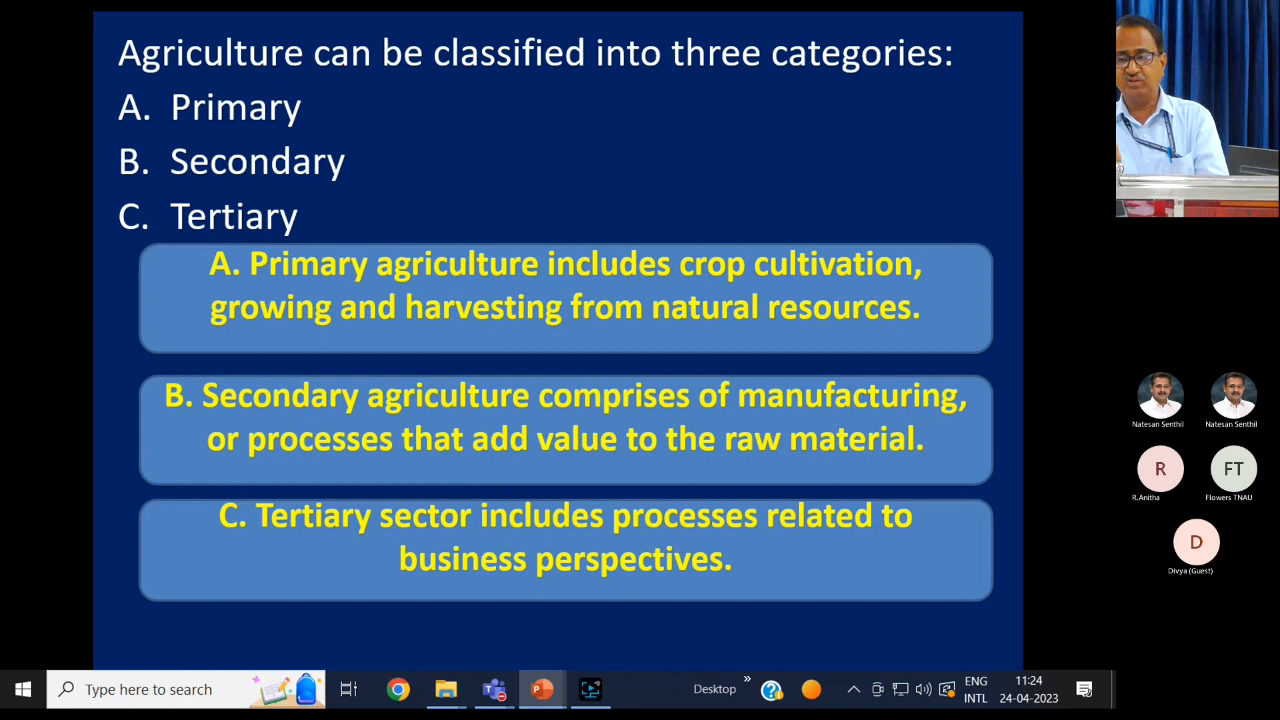 Agriculture can be classified into three categories:
A. Primary
B. Secondary
C. Tertiary
A. Primary agriculture includes crop cultivation,
growing and harvesting from natural resources.
B. Secondary agriculture comprises of manufacturing,
or processes that add value to the raw material.
C. Tertiary sector includes processes related to
business perspectives.
Natesan Senthil
Natesan Senthil
R
FT
R.Anitha
Flowers TNAU
D
Divya (Guest)
Type here to search
Desktop
ENG
INTL
11:24
24-04-2023